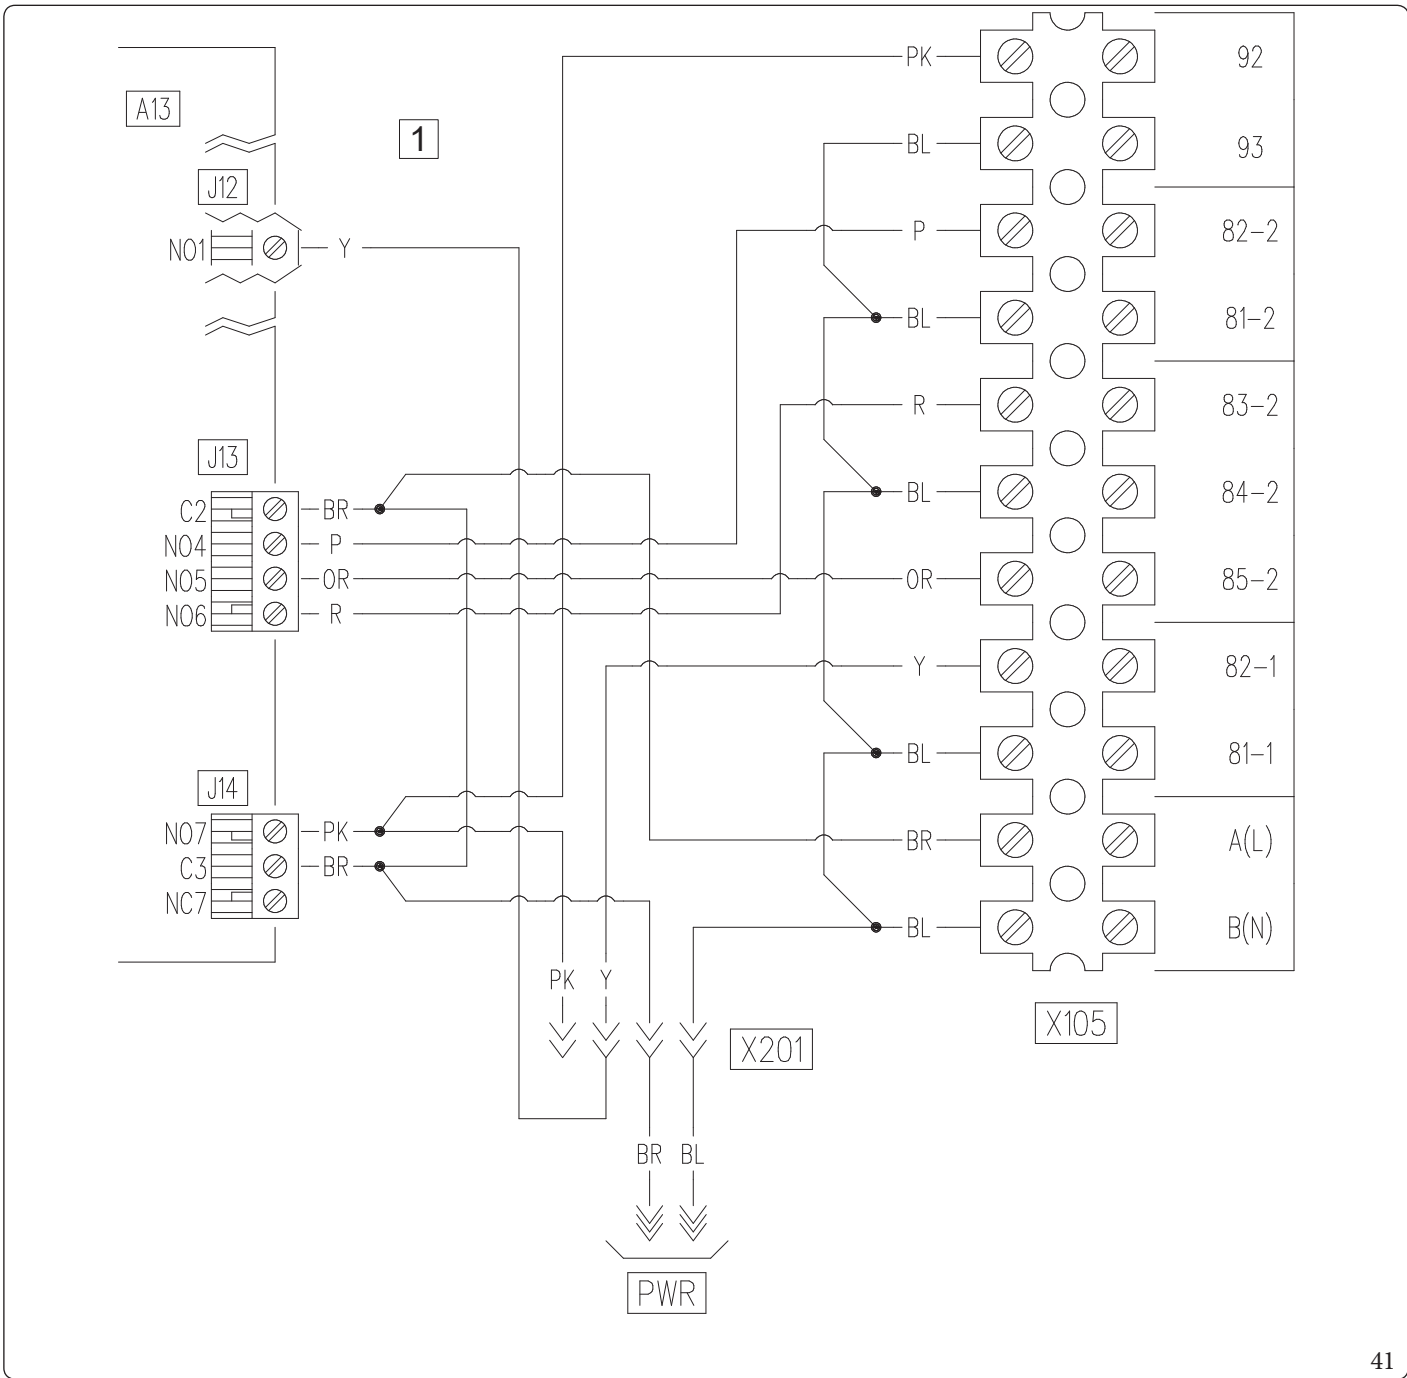 PK 92
A13
1
BL 93
J12
P 82-2
NO1 Y
BL 81-2
R 83-2
J13
BL 84-2
C2 BR
NO4 P
NO5 OR OR 85-2
NO6 R
Y 82-1
BL 81-1
J14
NO7 PK BR A(L)
C3 BR
NC7
BL B(N)
PK Y
X105
X201
BR BL
PWR
41